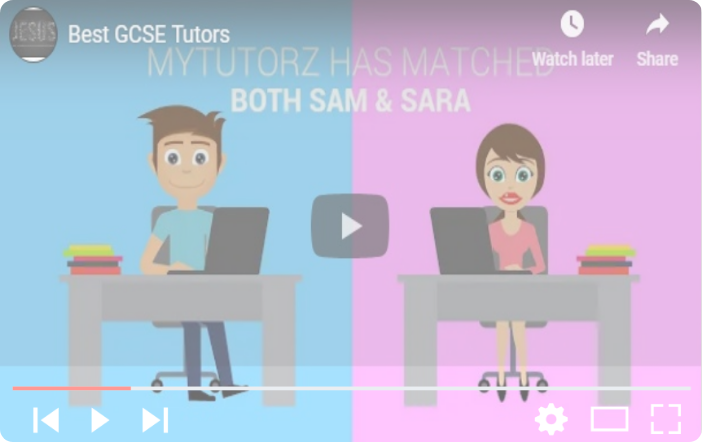 JESUS
Best GCSE Tutors
Watch later
Share
MYTUTORZ HAS MATCHED
BOTH SAM & SARA